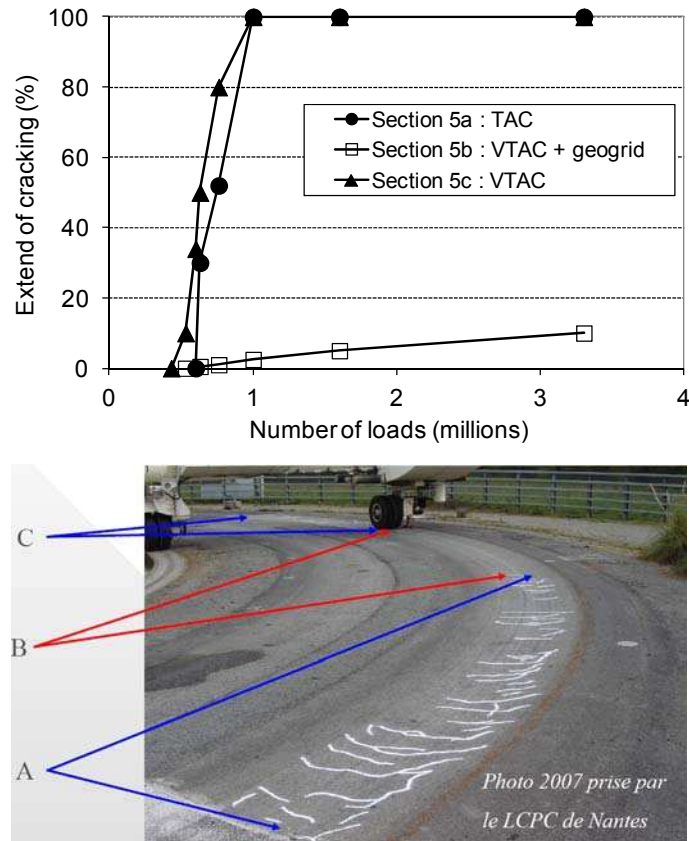 100
80
60
40
20
0
Extend of cracking (%)
Section 5a : TAC
Section 5b : VTAC + geogrid
Section 5c : VTAC
0 1 2 3 4
Number of loads (millions)
C
B
A
Photo 2007 prise par
le LCPC de Nantes